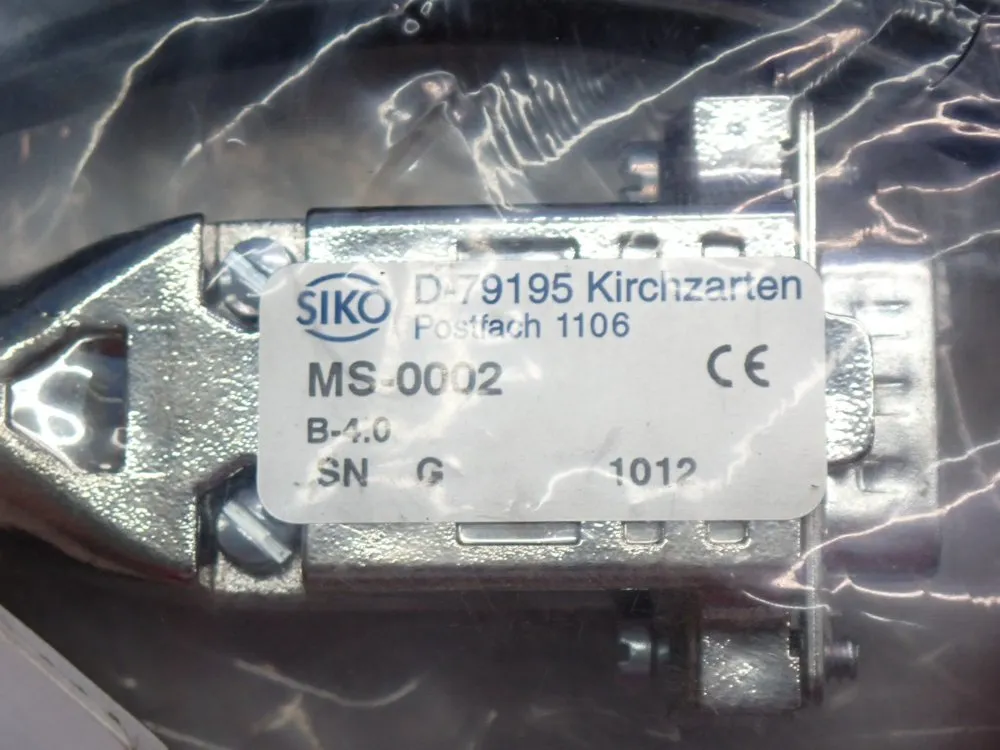 SIKO D-79195 Kirchzarten
Postfach 1106
MS-0002 CE
B-4.0
SN G 1012